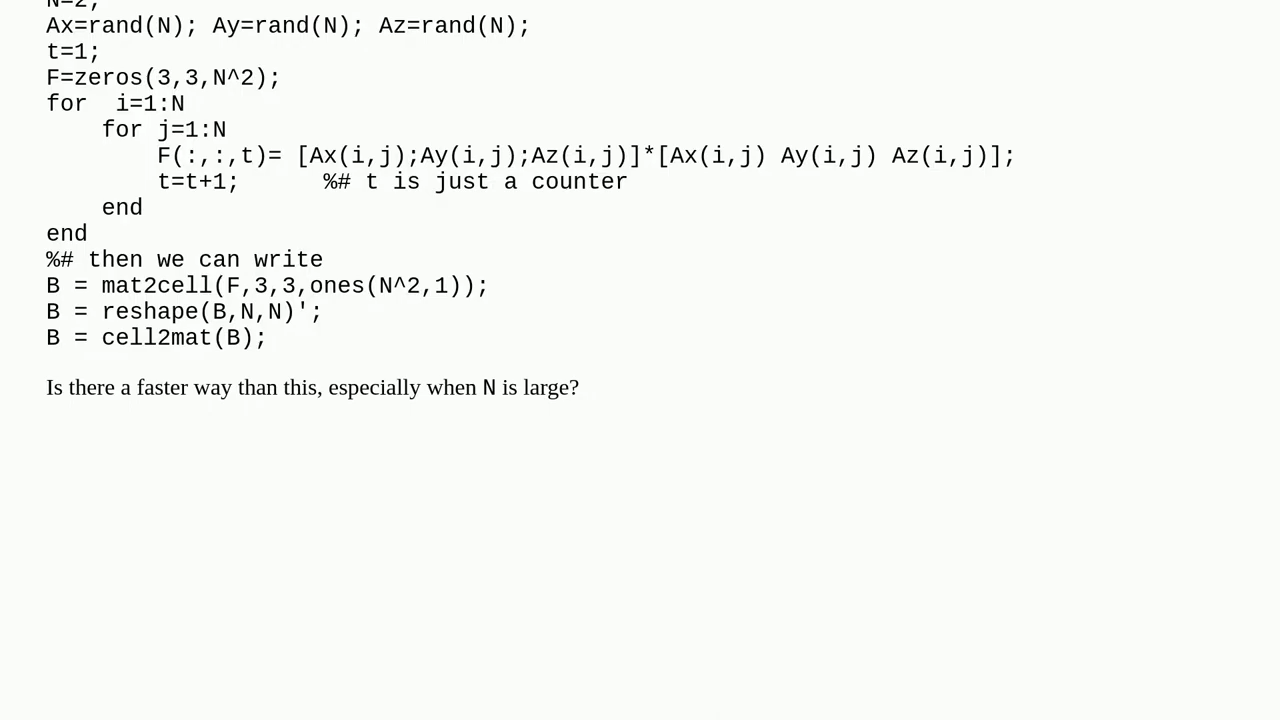 N=2;
Ax=rand(N); Ay=rand(N); Az=rand(N);
t=1;
F=zeros(3,3,N^2);
for  i=1:N
    for j=1:N
        F(:,:,t)= [Ax(i,j);Ay(i,j);Az(i,j)]*[Ax(i,j) Ay(i,j) Az(i,j)];
        t=t+1;      %# t is just a counter
    end
end
%# then we can write
B = mat2cell(F,3,3,ones(N^2,1));
B = reshape(B,N,N)';
B = cell2mat(B);
Is there a faster way than this, especially when N is large?